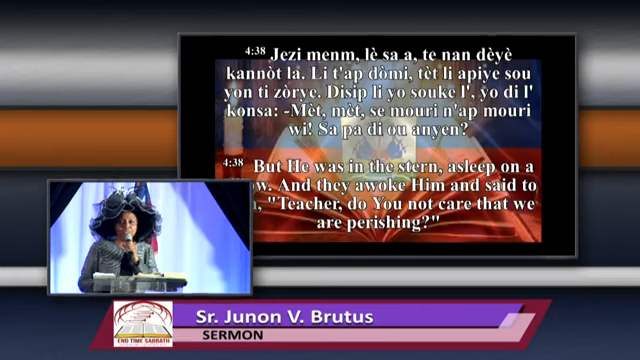 4:38 Jezi menm, lè sa a, te nan dèyè
kannòt la. Li t'ap dòmi, tèt li apiye sou
yon ti zòrye. Disip li yo souke l', yo di l'
konsa: -Mèt, mèt, se mouri n'ap mouri
wi! Sa pa di ou anyen?
4:38 But He was in the stern, asleep on a
And they awoke Him and said to
"Teacher, do You not care that we
are perishing?"
Sr. Junon V. Brutus
SERMON
END TIME SABBATH